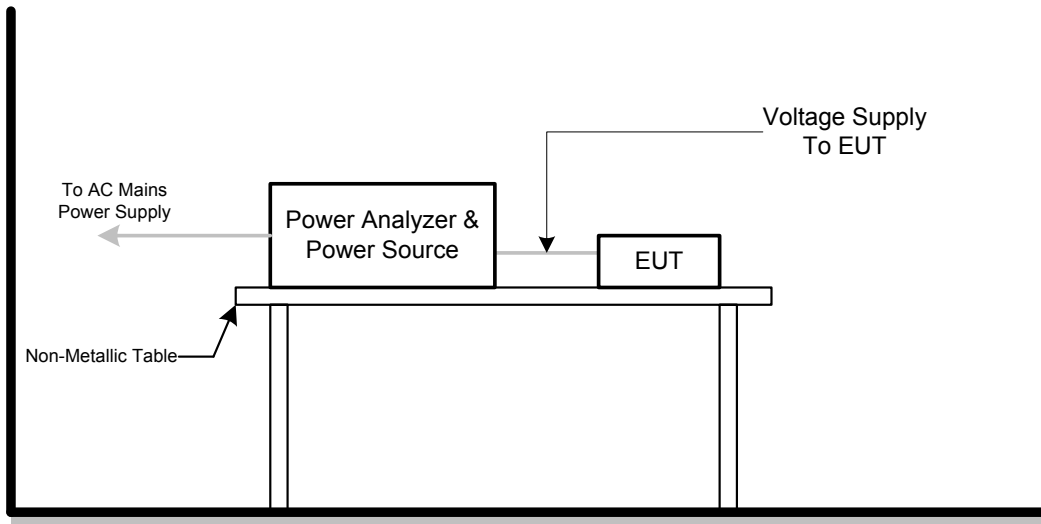 Voltage Supply
To EUT
To AC Mains
Power Supply
Power Analyzer &
Power Source
EUT
Non-Metallic Table